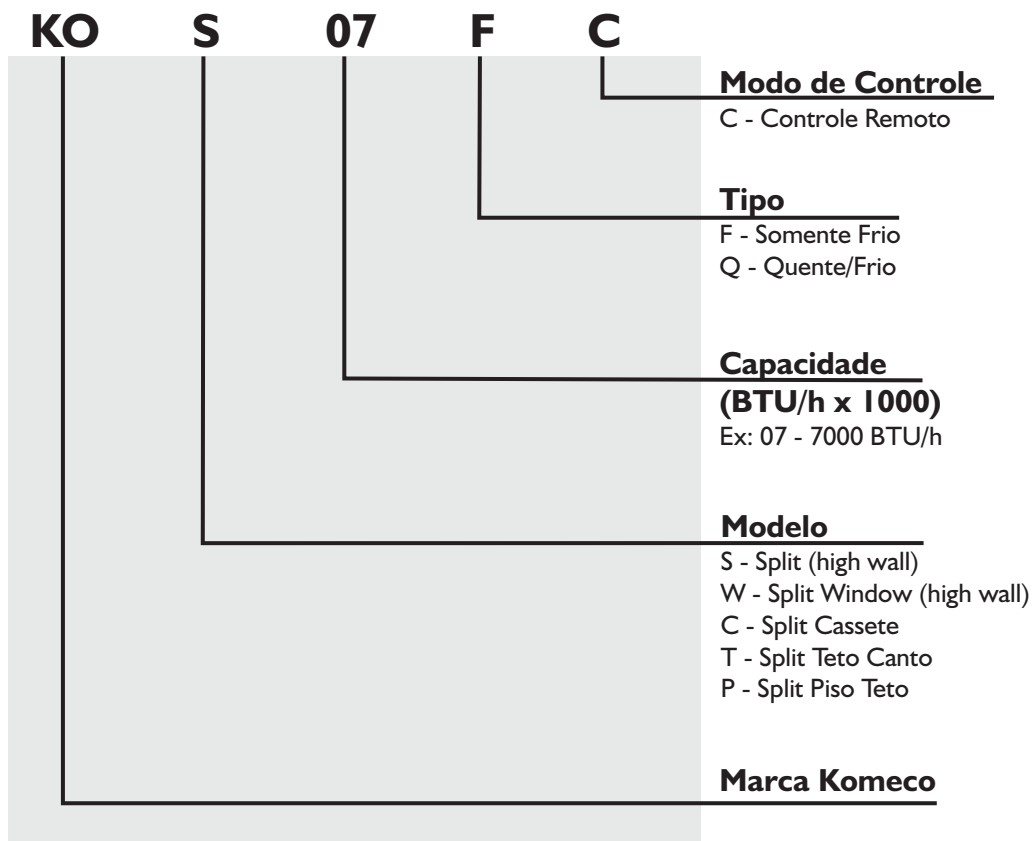 KO S 07 F C
Modo de Controle
C - Controle Remoto
Tipo
F - Somente Frio
Q - Quente/Frio
Capacidade
(BTU/h x 1000)
Ex: 07 - 7000 BTU/h
Modelo
S - Split (high wall)
W - Split Window (high wall)
C - Split Cassete
T - Split Teto Canto
P - Split Piso Teto
Marca Komeco